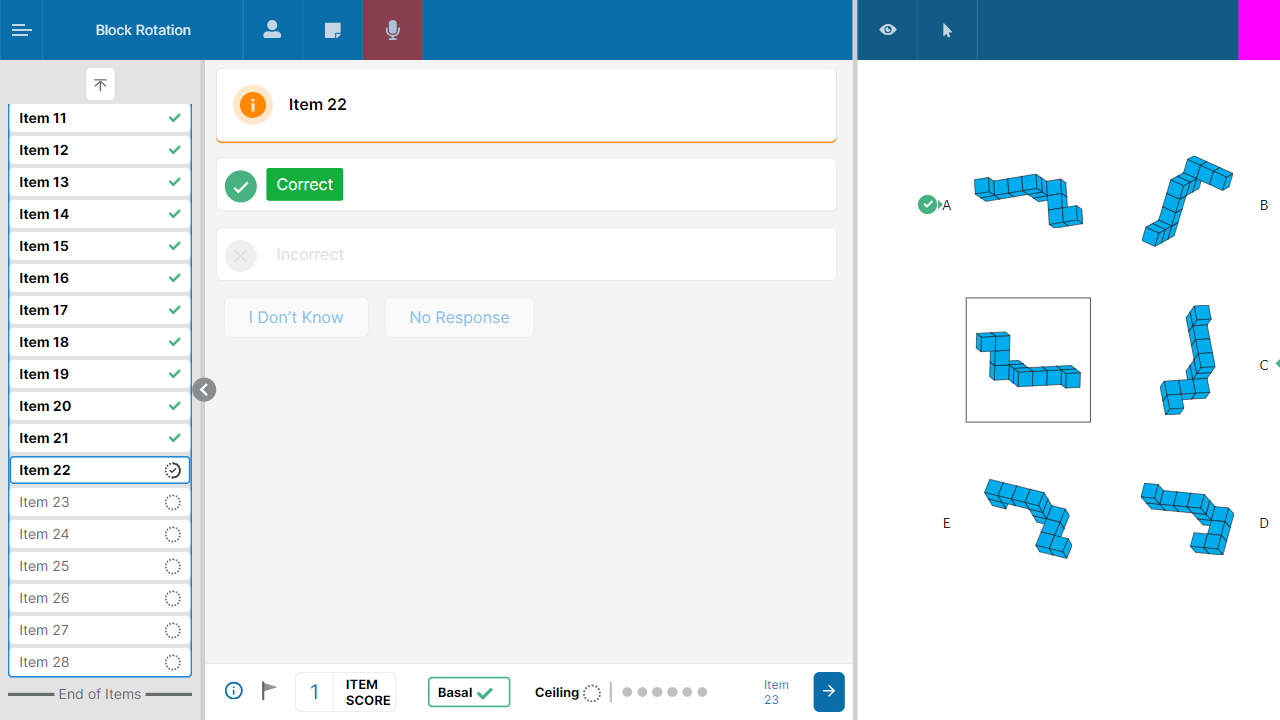 Block Rotation
Item 11
Item 12
Item 13
Item 14
Item 15
Item 16
Item 17
Item 18
Item 19
Item 20
Item 21
Item 22
Item 23
Item 24
Item 25
Item 26
Item 27
Item 28
End of Items
Item 22
Correct
Incorrect
I Don't Know
No Response
1
ITEM
SCORE
Basal
Ceiling
Item
23
A
B
C
E
D